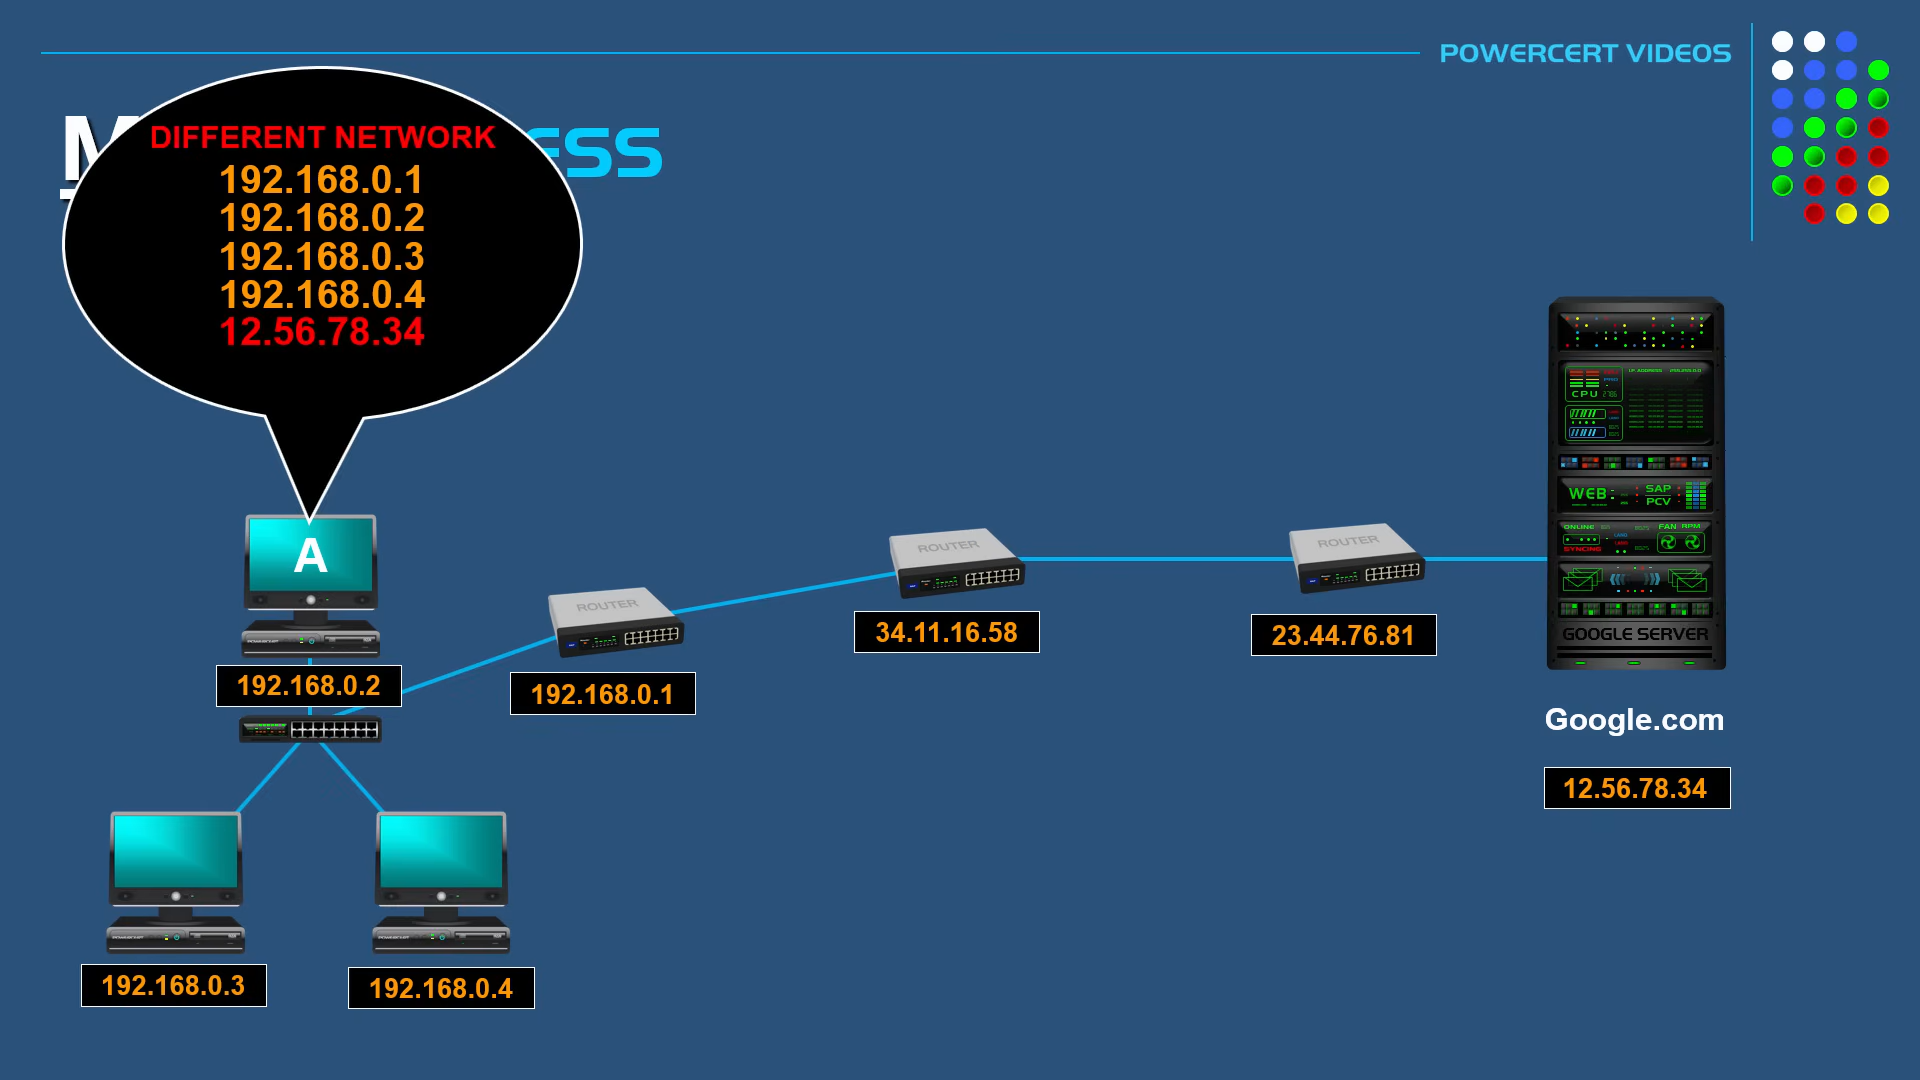 POWERCERT VIDEOS
DIFFERENT NETWORK
192.168.0.1
192.168.0.2
192.168.0.3
192.168.0.4
12.56.78.34
A
192.168.0.2
ROUTER
192.168.0.1
ROUTER
34.11.16.58
ROUTER
23.44.76.81
IP ADDRESS
CPU
WEB
SAP
PCV
ONLINE
FAN RPM
SYNCING
GOOGLE SERVER
Google.com
12.56.78.34
192.168.0.3
192.168.0.4